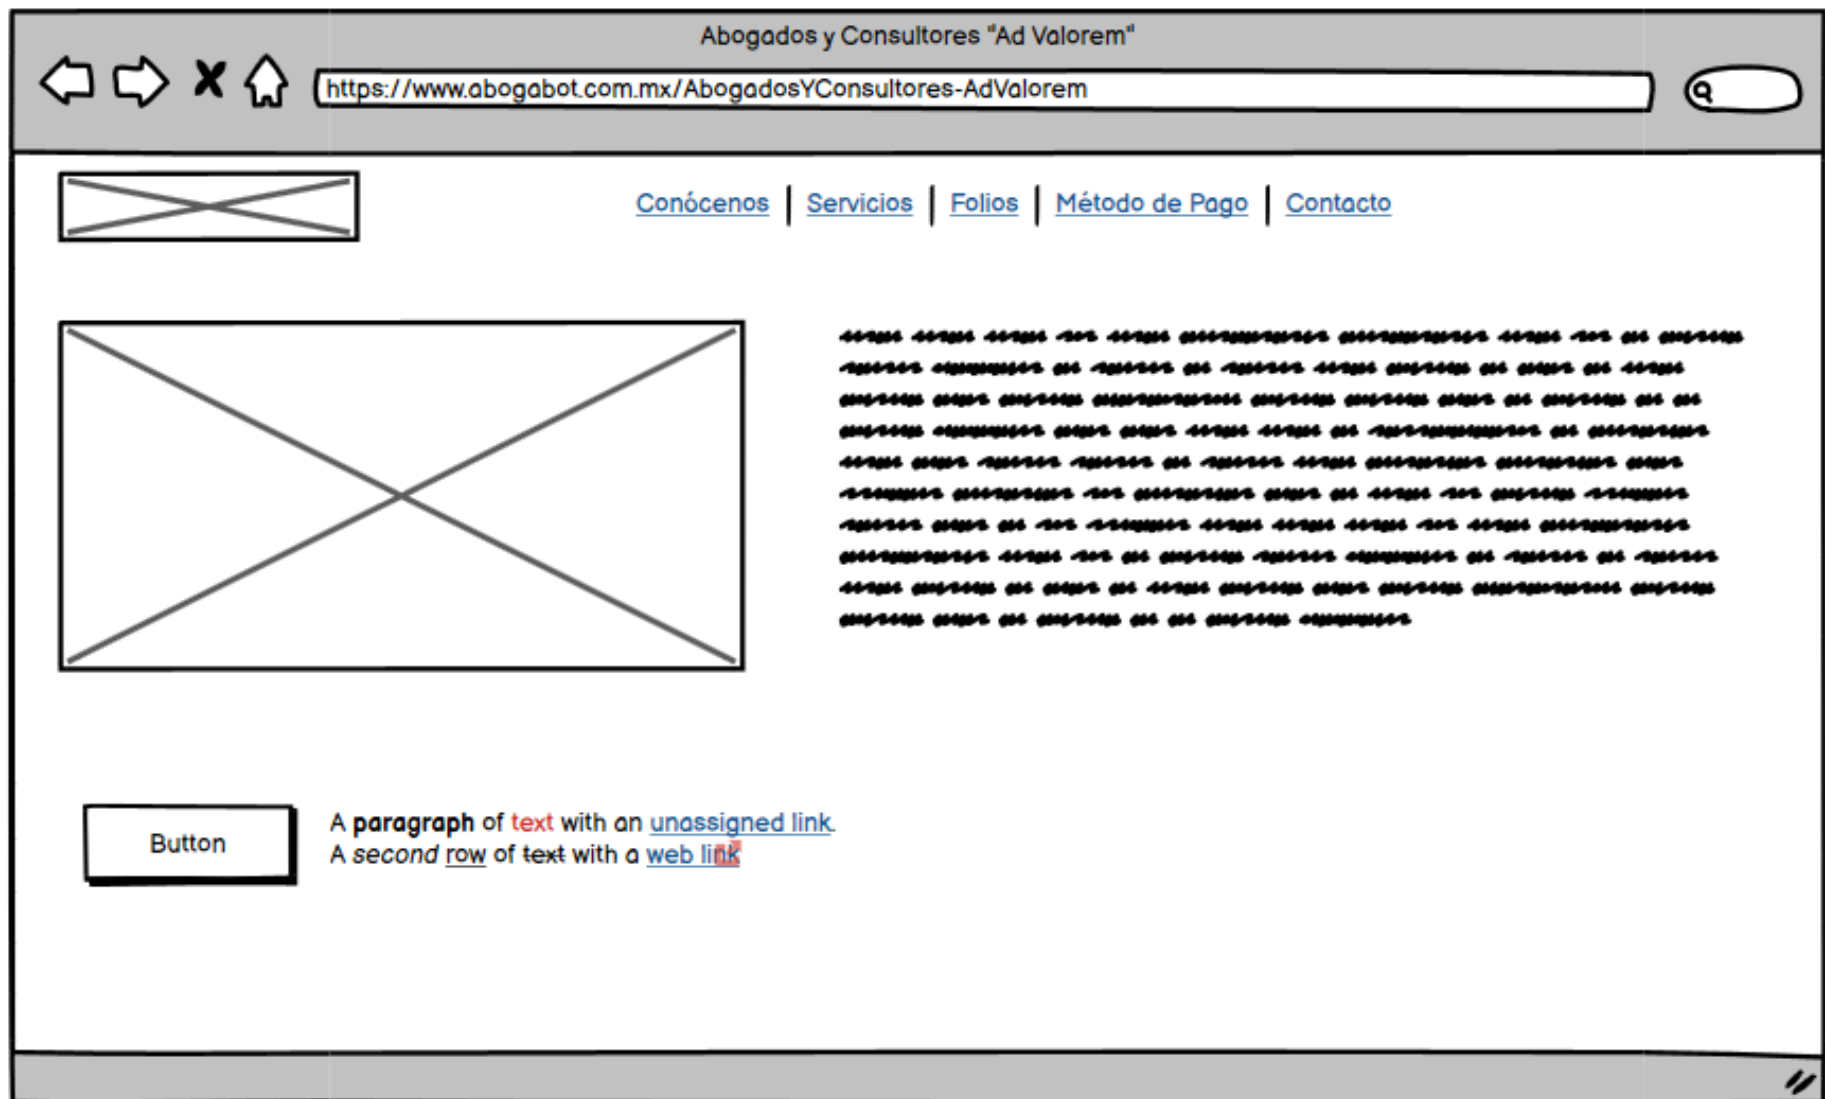 Abogados y Consultores "Ad Valorem"
https://www.abogabot.com.mx/AbogadosYConsultores-AdValorem
Conócenos | Servicios | Folios | Método de Pago | Contacto
Button
A paragraph of text with an unassigned link.
A second row of text with a web link